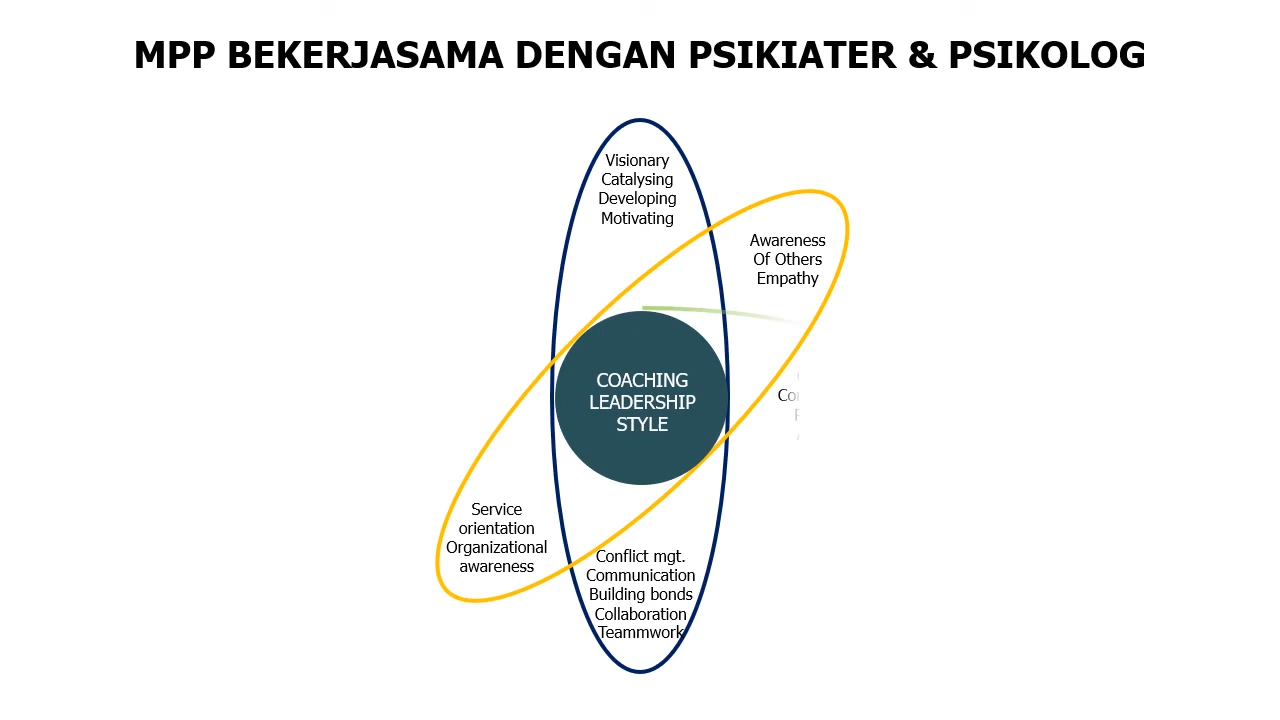 MPP BEKERJASAMA DENGAN PSIKIATER & PSIKOLOG
Visionary
Catalysing
Developing
Motivating
Awareness
Of Others
Empathy
COACHING
LEADERSHIP
STYLE
Service
orientation
Organizational
awareness
Conflict mgt.
Communication
Building bonds
Collaboration
Teammwork